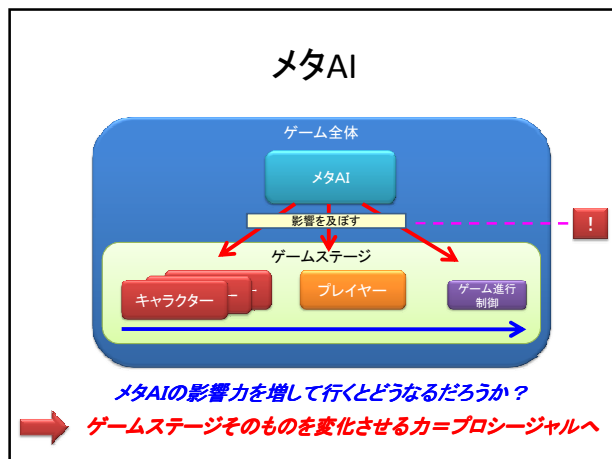 メタAI
ゲーム全体
メタAI
影響を及ぼす
!
ゲームステージ
ー
ー
キャラクター
プレイヤー
ゲーム進行
制御
メタAIの影響力を増して行くとどうなるだろうか？
ゲームステージそのものを変化させる力＝プロシージャルへ